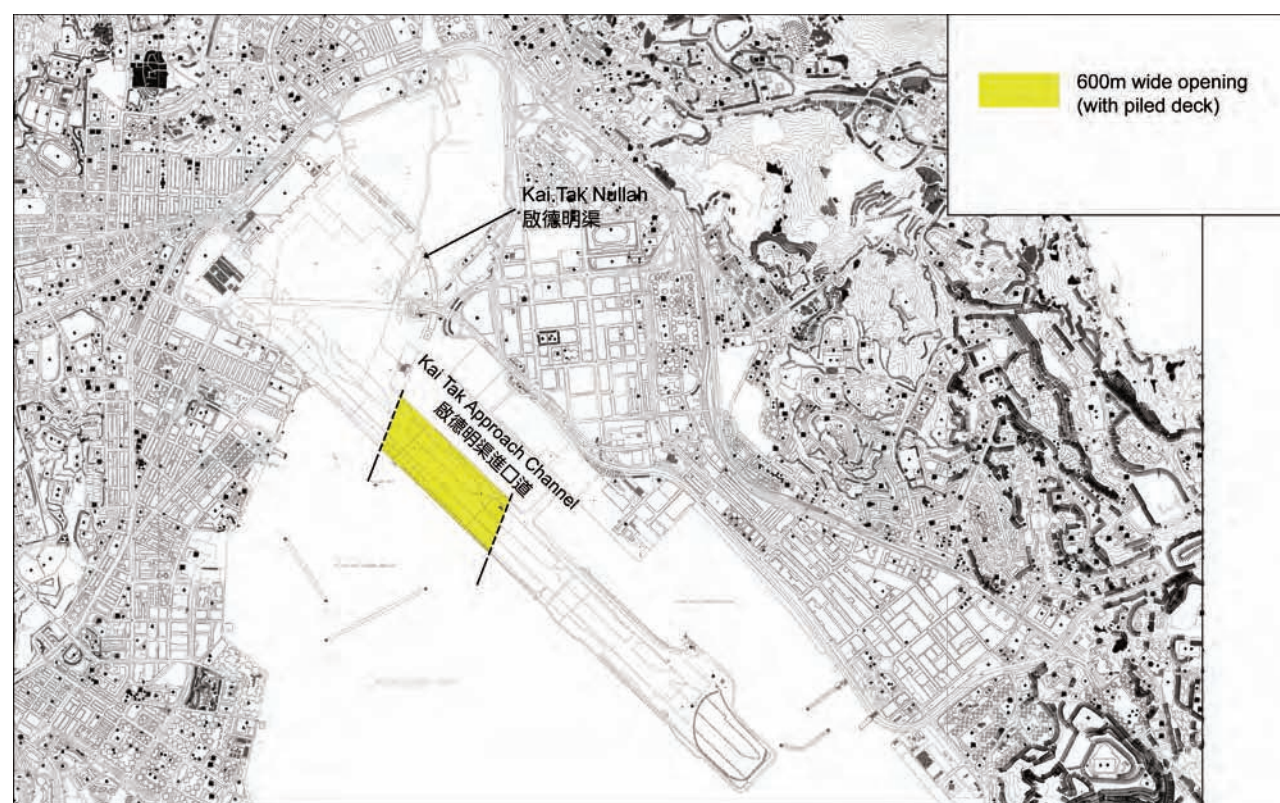 600m wide opening
(with piled deck)
Kai Tak Nullah
啟德明渠
Kai Tak Approach Channel
啟德明渠進口道